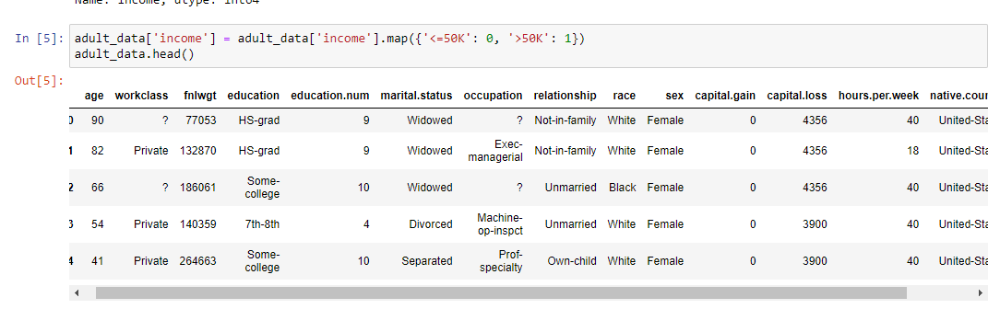 Name: income, dtype: int64
In [5]: adult_data['income'] = adult_data['income'].map({'<=50K': 0, '>50K': 1})
adult_data.head()
Out[5]:
age workclass fnlwgt education education.num marital.status occupation relationship race sex capital.gain capital.loss hours.per.week native.coun
0 90 ? 77053 HS-grad 9 Widowed ? Not-in-family White Female 0 4356 40 United-Sta
1 82 Private 132870 HS-grad 9 Widowed Exec-managerial Not-in-family White Female 0 4356 18 United-Sta
2 66 ? 186061 Some-college 10 Widowed ? Unmarried Black Female 0 4356 40 United-Sta
3 54 Private 140359 7th-8th 4 Divorced Machine-op-inspct Unmarried White Female 0 3900 40 United-Sta
4 41 Private 264663 Some-college 10 Separated Prof-specialty Own-child White Female 0 3900 40 United-Sta